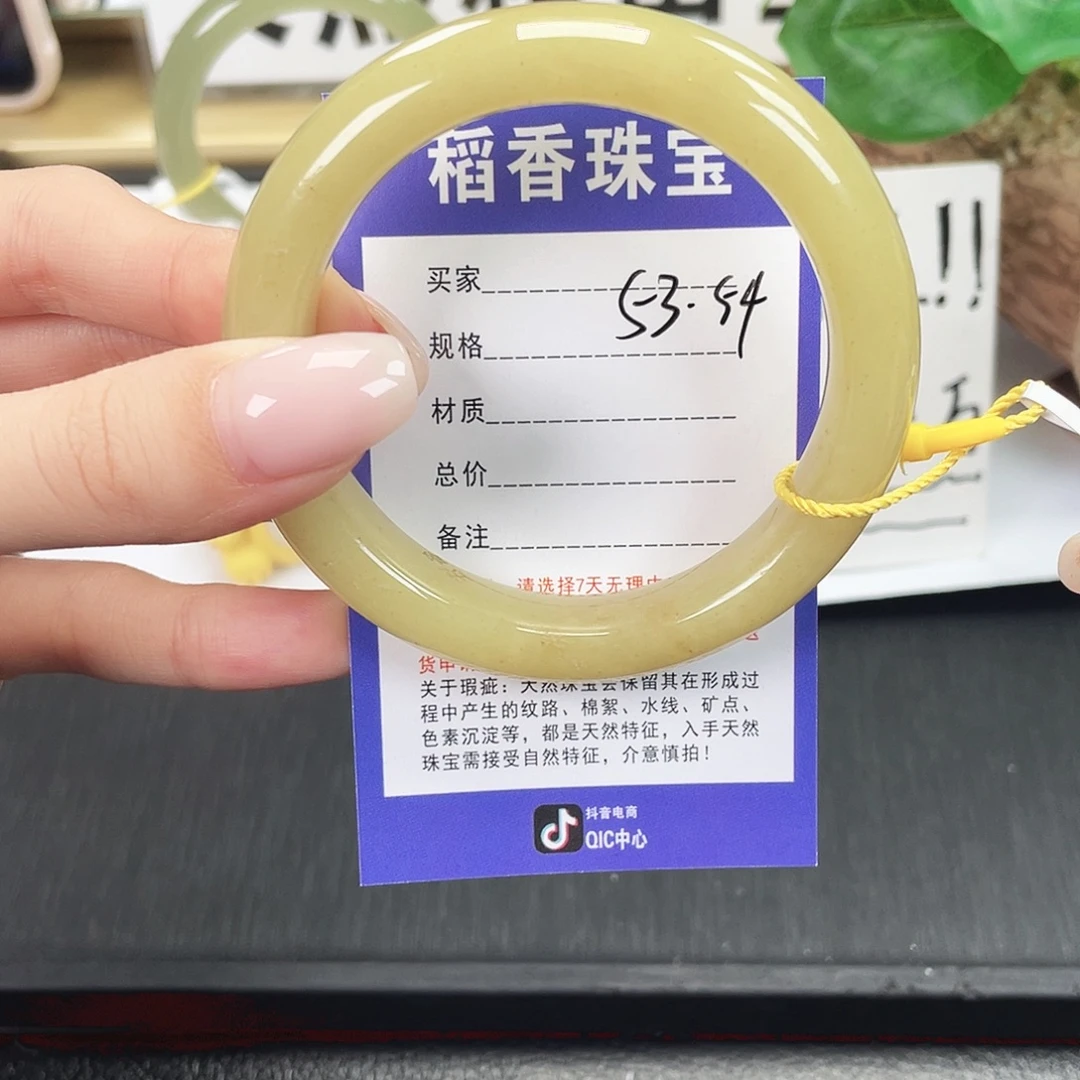 稻香珠宝
买家
53.54
规格
材质
总价
备注
请选择7天无理由
关于瑕疵：天然珠宝会保留其在形成过
程中产生的纹路、棉絮、水线、矿点、
色素沉淀等，都是天然特征，入手天然
珠宝需接受自然特征，介意慎拍！
抖音电商
QIC中心
!!